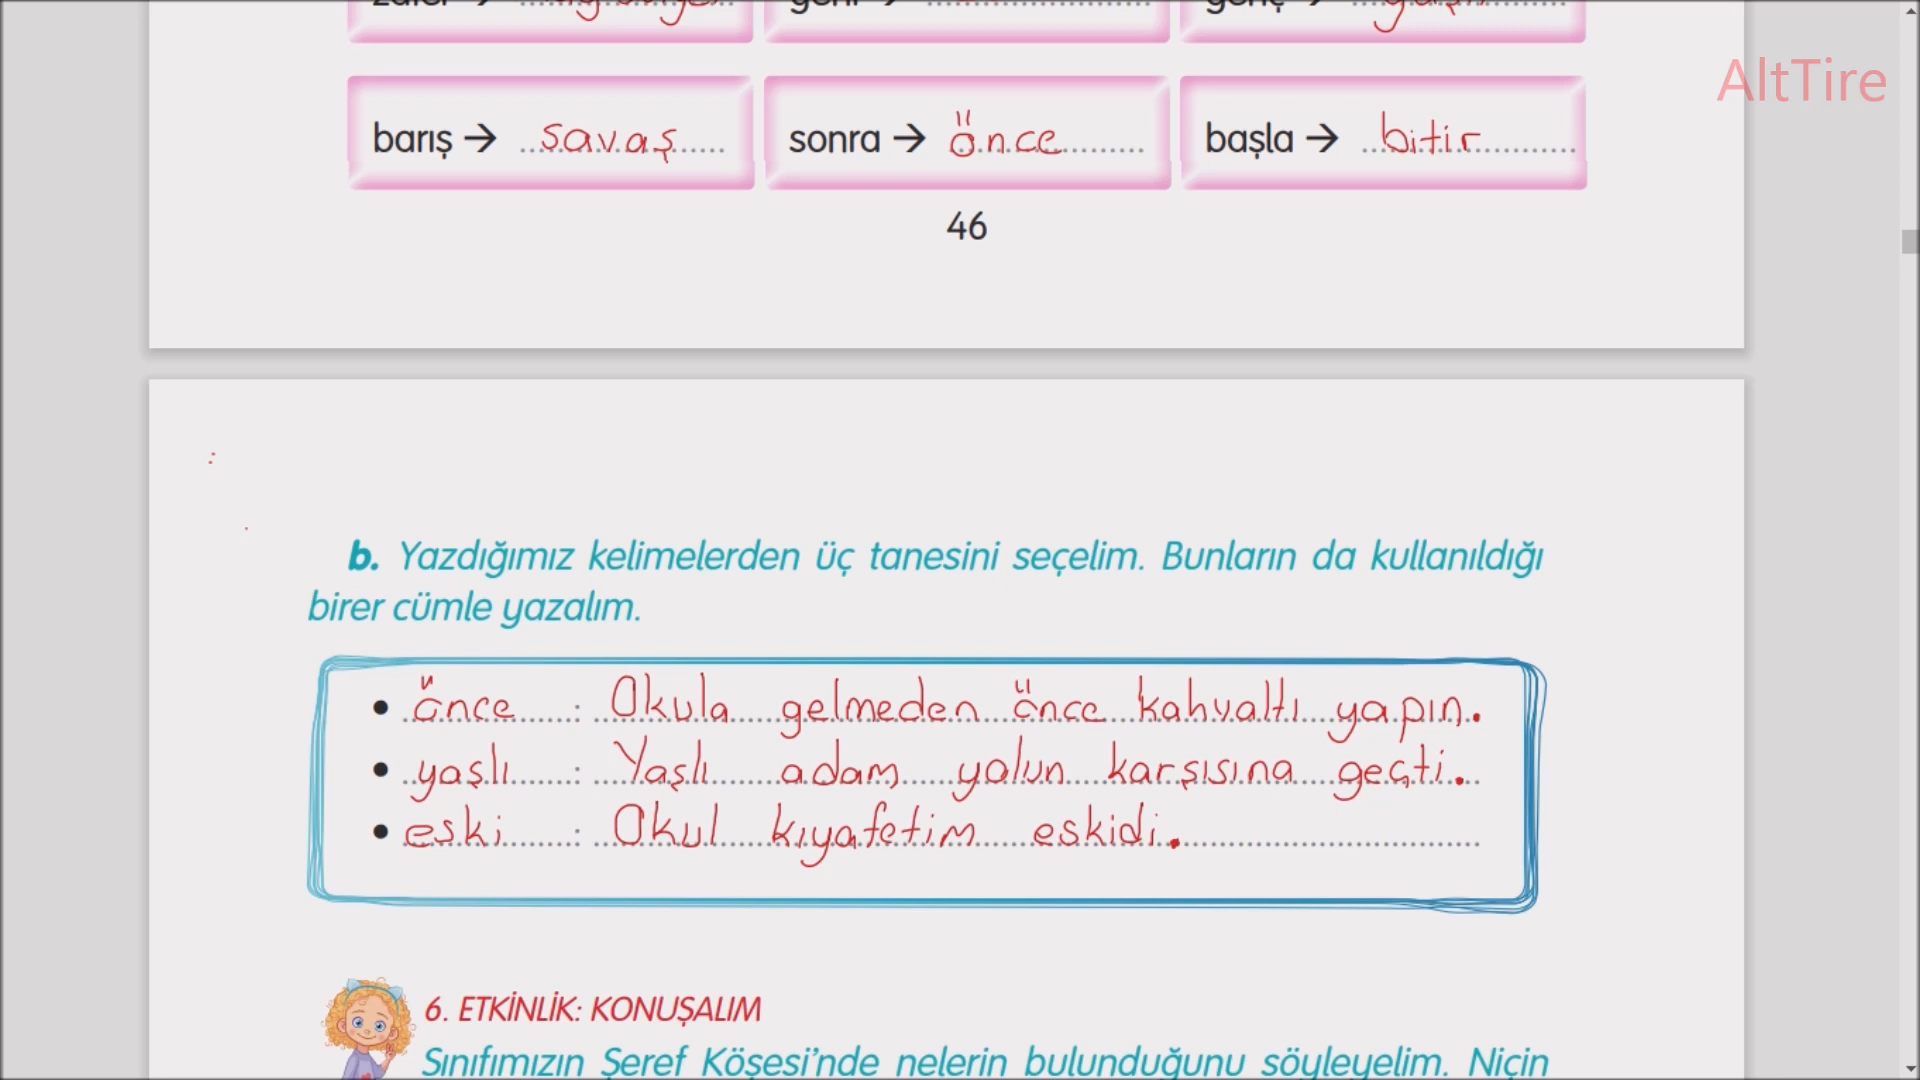 AltTire
barış → savaş
sonra → önce
başla → bitir
46
b. Yazdığımız kelimelerden üç tanesini seçelim. Bunların da kullanıldığı
birer cümle yazalım.
• önce : Okula gelmeden önce kahvaltı yapın.
• yaşlı : Yaşlı adam yolun karşısına geçti.
• eski : Okul kıyafetim eskidi.
6. ETKİNLİK: KONUŞALIM
Sınıfımızın Şeref Köşesi’nde nelerin bulunduğunu söyleyelim. Niçin